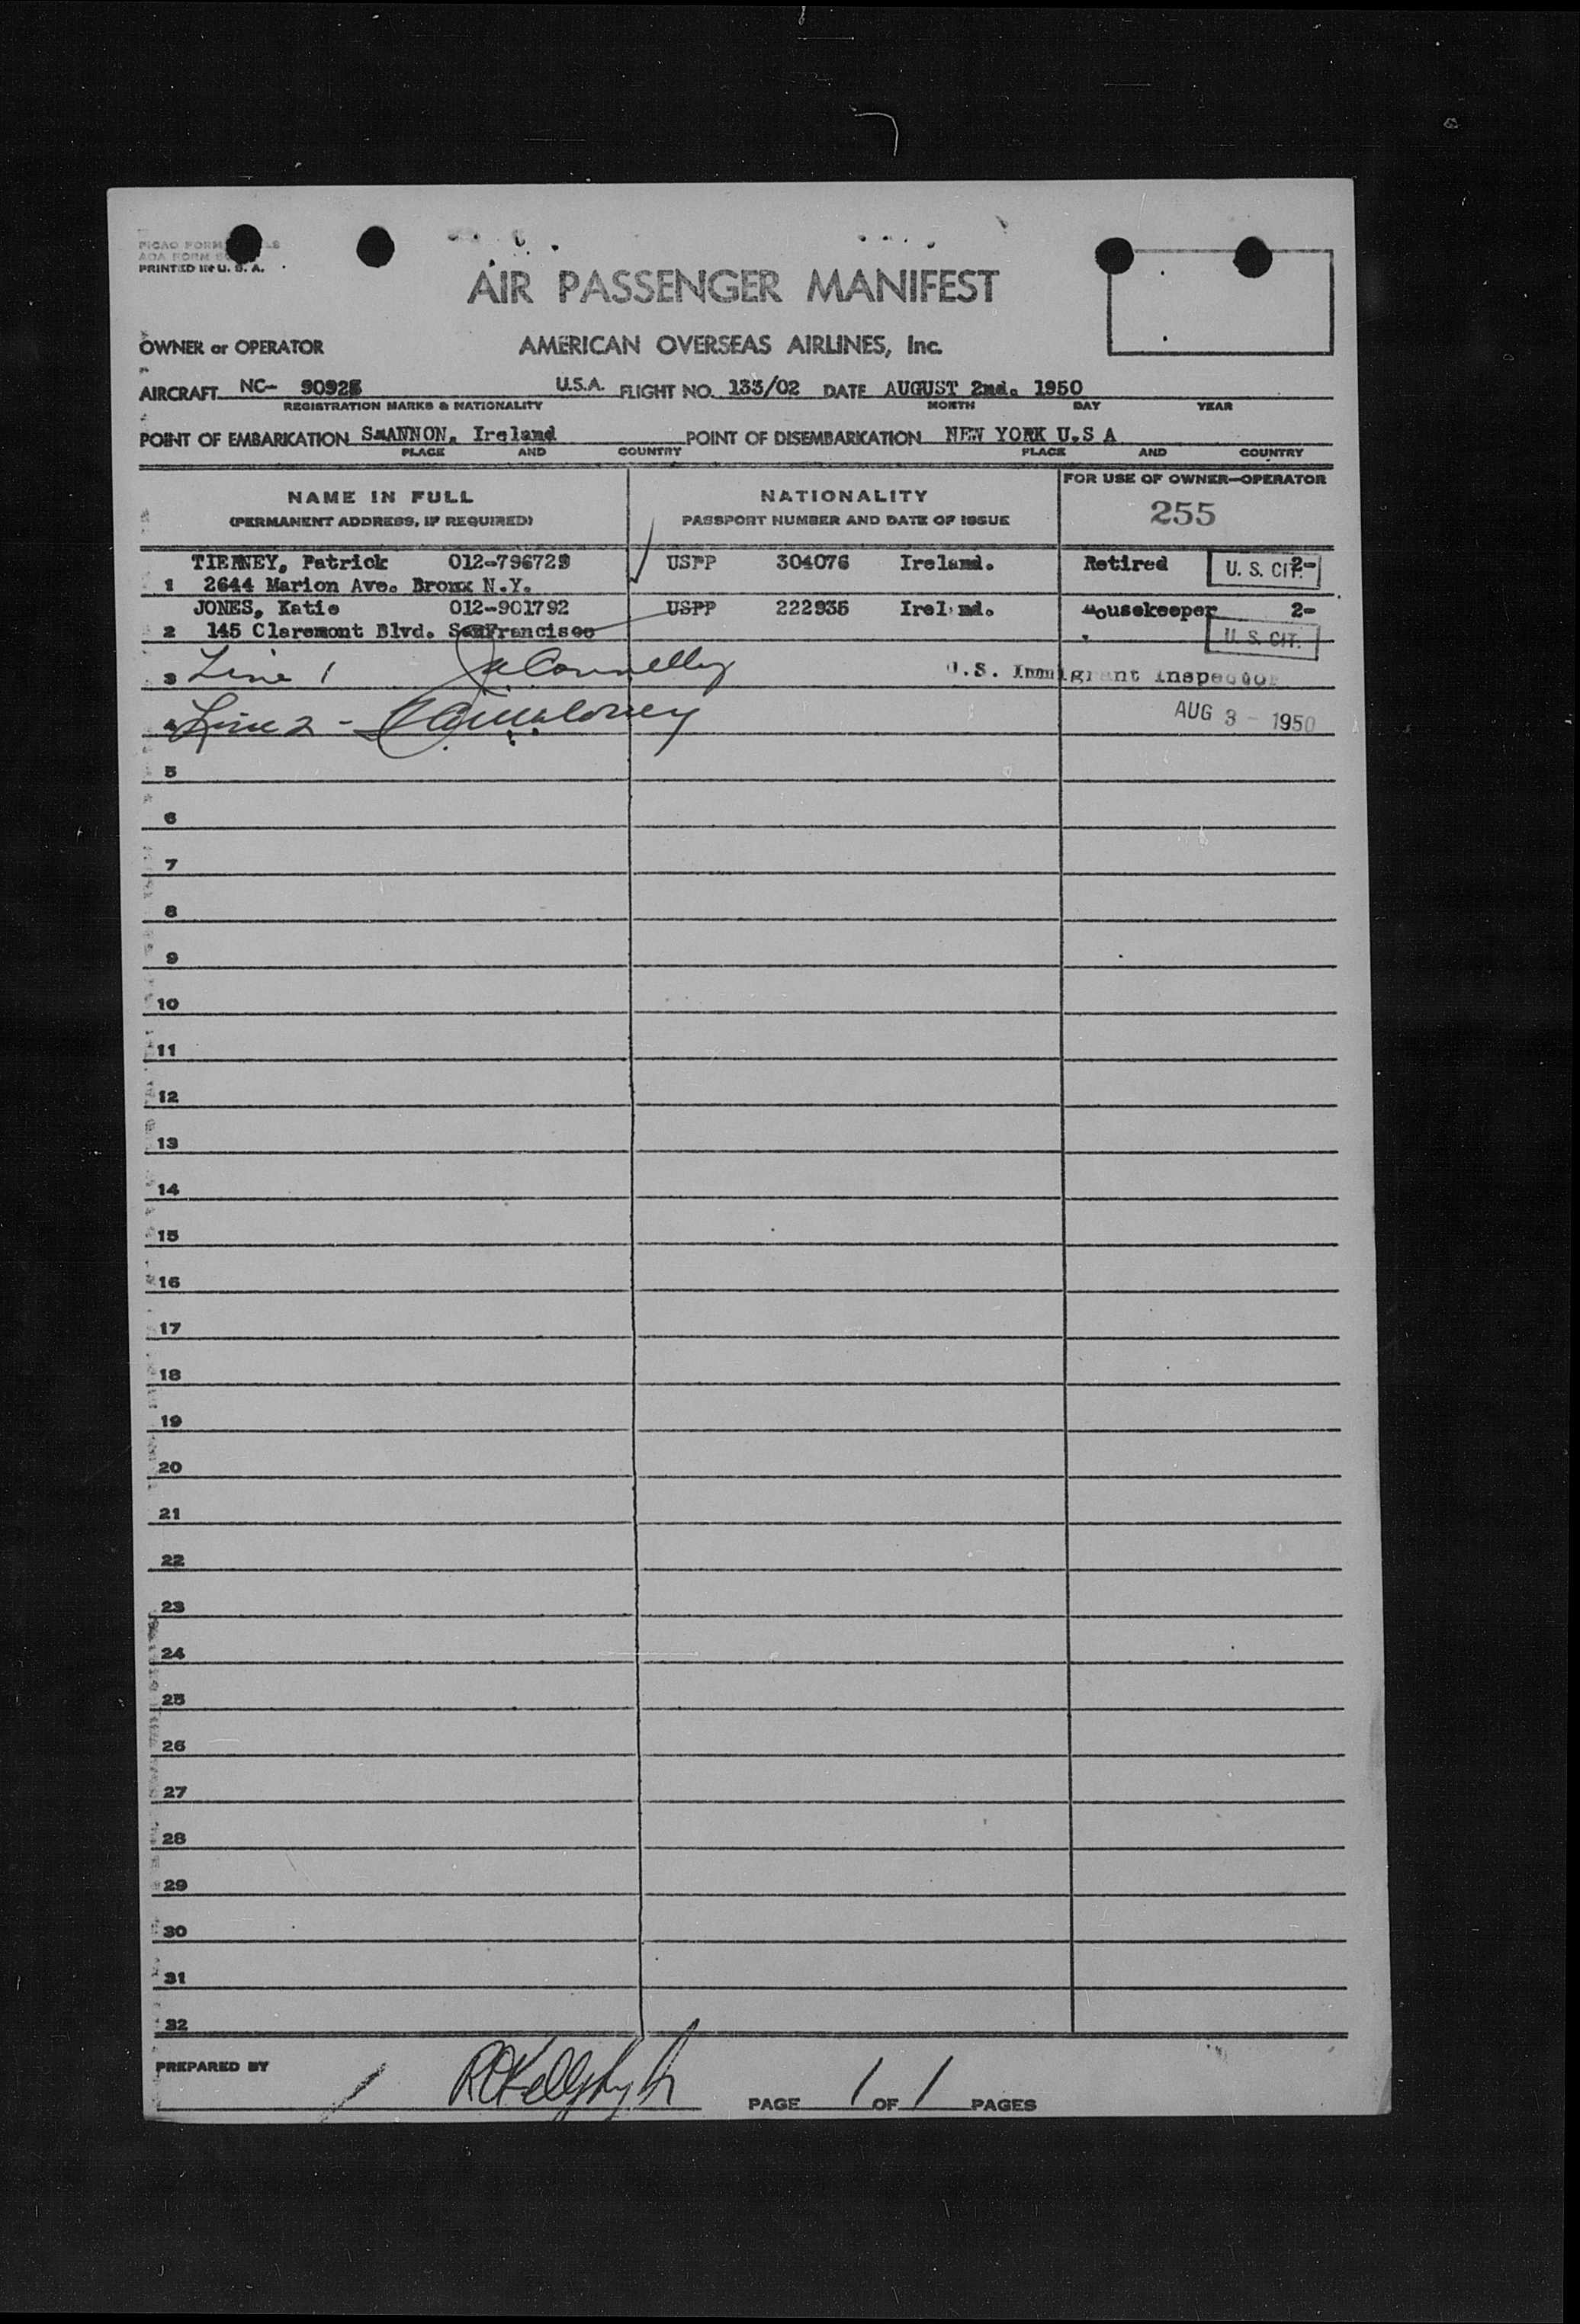 PRINTED IN U. S. A.
AIR PASSENGER MANIFEST
OWNER or OPERATOR AMERICAN OVERSEAS AIRLINES, Inc.
AIRCRAFT NC- U.S.A. FLIGHT NO. 133/02 DATE AUGUST 2nd. 1950
REGISTRATION MARKS & NATIONALITY MONTH DAY YEAR
POINT OF EMBARKATION SHANNON, Ireland POINT OF DISEMBARKATION NEW YORK U.S A
PLACE AND COUNTRY PLACE AND COUNTRY
NAME IN FULL NATIONALITY FOR USE OF OWNER—OPERATOR
(PERMANENT ADDRESS, IF REQUIRED) PASSPORT NUMBER AND DATE OF ISSUE 255
TIERNEY, Patrick 012-796729 USPP 304076 Ireland. Retired 2-
U. S. CIT.
1 2644 Marion Ave. Bronx N.Y.
JONES, Katie 012-901792 USPP 222935 Ireland. Housekeeper 2-
2 145 Claremont Blvd. SanFrancisco U. S. CIT.
3 Line 1 Connelly U.S. Immigrant Inspector
4 Line 2 - Maloney AUG 3 - 1950
5
6
7
8
9
10
11
12
13
14
15
16
17
18
19
20
21
22
23
24
25
26
27
28
29
30
31
32
PREPARED BY PAGE 1 OF 1 PAGES